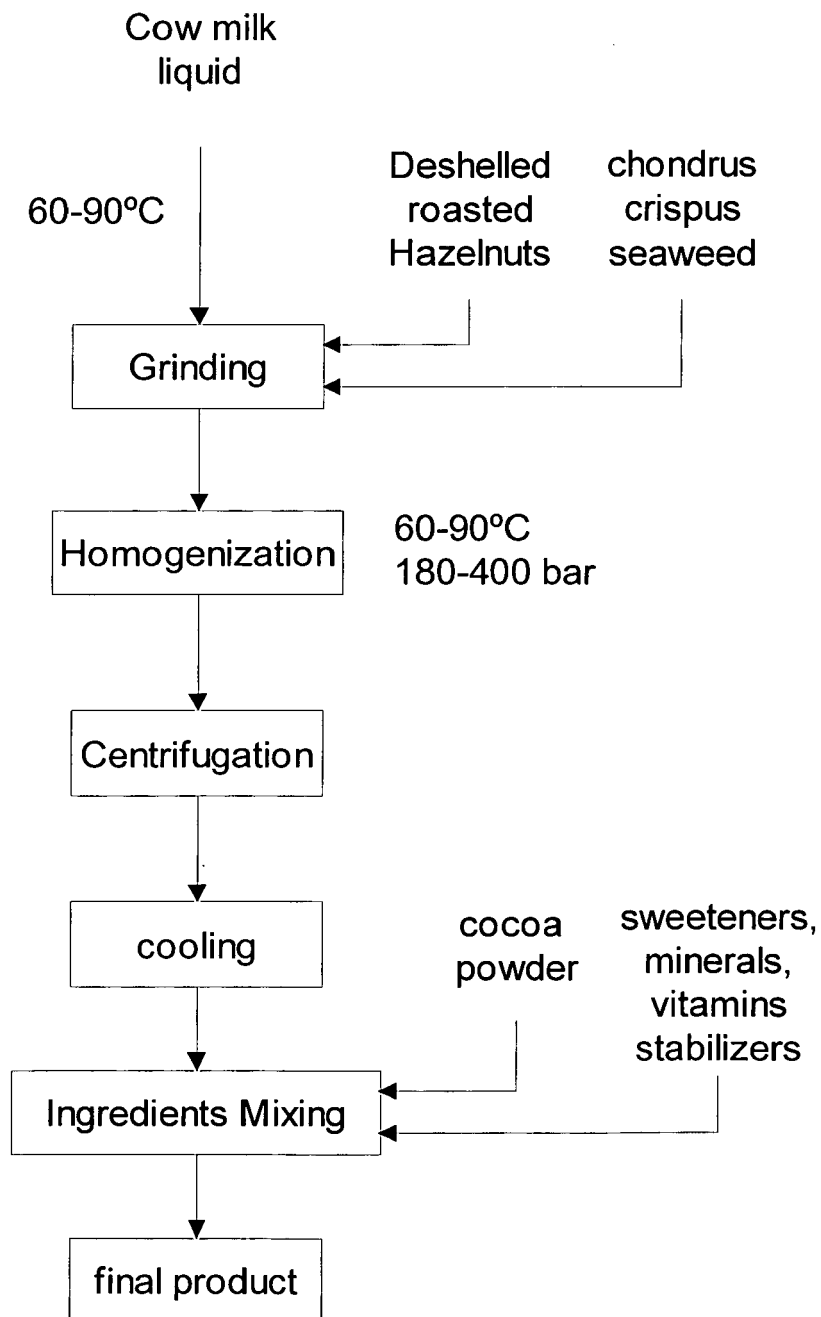 Cow milk
liquid
60-90ºC
Deshelled
roasted
Hazelnuts
chondrus
crispus
seaweed
Grinding
Homogenization
60-90ºC
180-400 bar
Centrifugation
cooling
cocoa
powder
sweeteners,
minerals,
vitamins
stabilizers
Ingredients Mixing
final product